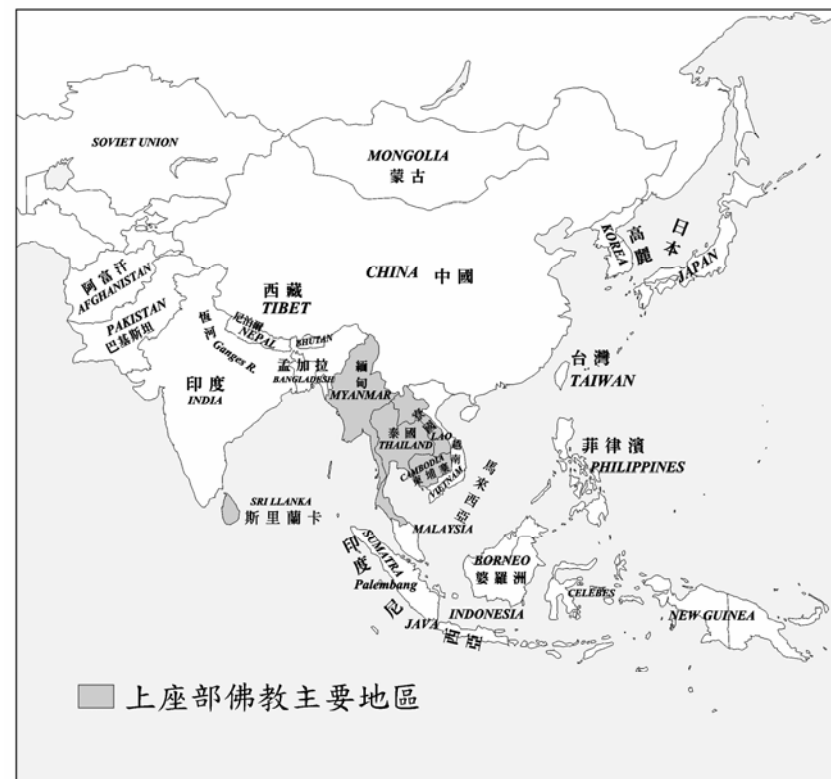 SOVIET UNION
MONGOLIA
蒙古
阿富汗
AFGHANISTAN
PAKISTAN
巴基斯坦
CHINA 中國
西藏
TIBET
高麗
KOREA
日本
JAPAN
恆河
Ganges R.
尼泊爾
NEPAL
BHUTAN
孟加拉
BANGLADESH
印度
INDIA
緬甸
MYANMAR
台灣
TAIWAN
泰國
THAILAND
LAO
越南
VIETNAM
CAMBODIA
柬埔寨
菲律濱
PHILIPPINES
馬來西亞
MALAYSIA
SRI LLANKA
斯里蘭卡
印度尼西亞
SUMATRA
Palembang
BORNEO
婆羅洲
CELEBES
INDONESIA
JAVA
NEW GUINEA
上座部佛教主要地區